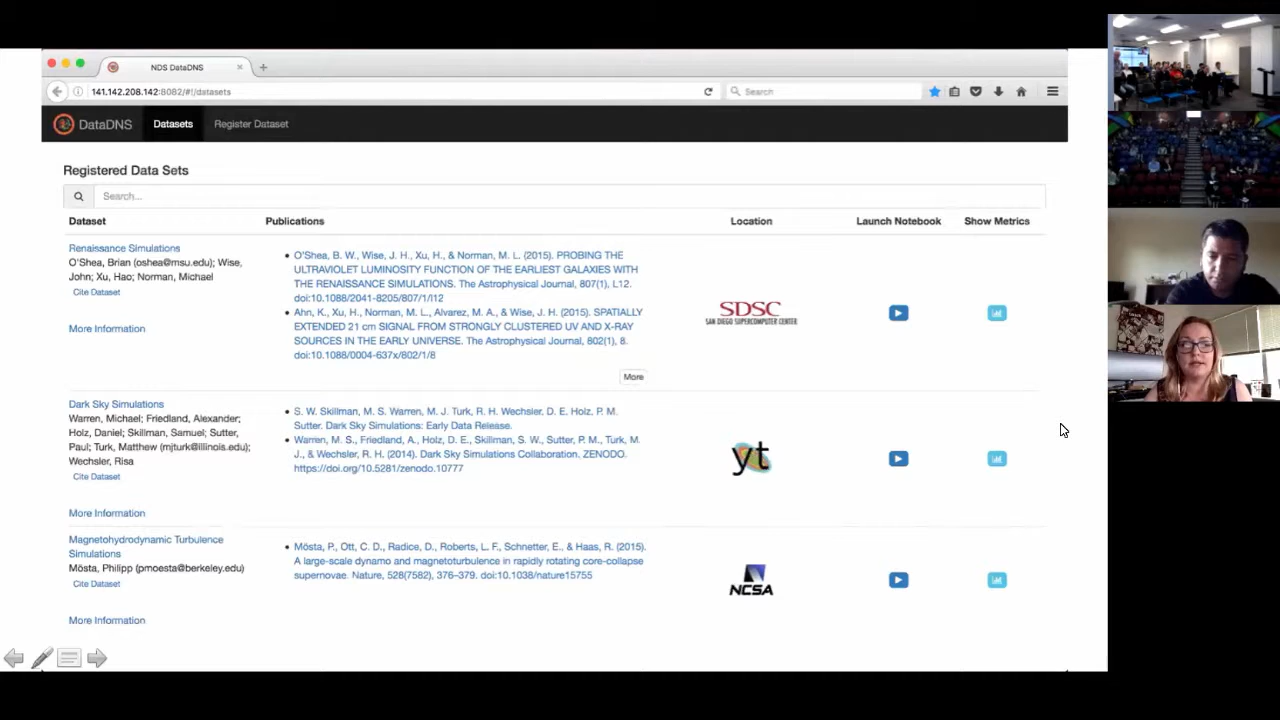 NDS DataDNS
141.142.208.142:8082/#!/datasets
Search
DataDNS Datasets Register Dataset
Registered Data Sets
Search...
Dataset Publications Location Launch Notebook Show Metrics
Renaissance Simulations
O'Shea, Brian (oshea@msu.edu); Wise,
John; Xu, Hao; Norman, Michael
Cite Dataset
More Information
O'Shea, B. W., Wise, J. H., Xu, H., & Norman, M. L. (2015). PROBING THE
ULTRAVIOLET LUMINOSITY FUNCTION OF THE EARLIEST GALAXIES WITH
THE RENAISSANCE SIMULATIONS. The Astrophysical Journal, 807(1), L12.
doi:10.1088/2041-8205/807/1/l12
Ahn, K., Xu, H., Norman, M. L., Alvarez, M. A., & Wise, J. H. (2015). SPATIALLY
EXTENDED 21 cm SIGNAL FROM STRONGLY CLUSTERED UV AND X-RAY
SOURCES IN THE EARLY UNIVERSE. The Astrophysical Journal, 802(1), 8.
doi:10.1088/0004-637x/802/1/8
More
SDSC
SAN DIEGO SUPERCOMPUTER CENTER
Dark Sky Simulations
Warren, Michael; Friedland, Alexander;
Holz, Daniel; Skillman, Samuel; Sutter,
Paul; Turk, Matthew (mjturk@illinois.edu);
Wechsler, Risa
Cite Dataset
More Information
S. W. Skillman, M. S. Warren, M. J. Turk, R. H. Wechsler, D. E. Holz, P. M.
Sutter. Dark Sky Simulations: Early Data Release.
Warren, M. S., Friedland, A., Holz, D. E., Skillman, S. W., Sutter, P. M., Turk, M.
J., & Wechsler, R. H. (2014). Dark Sky Simulations Collaboration, ZENODO.
https://doi.org/10.5281/zenodo.10777
yt
Magnetohydrodynamic Turbulence
Simulations
Mösta, Philipp (pmoesta@berkeley.edu)
Cite Dataset
More Information
Mösta, P., Ott, C. D., Radice, D., Roberts, L. F., Schnetter, E., & Haas, R. (2015).
A large-scale dynamo and magnetoturbulence in rapidly rotating core-collapse
supernovae. Nature, 528(7582), 376–379. doi:10.1038/nature15755
NCSA